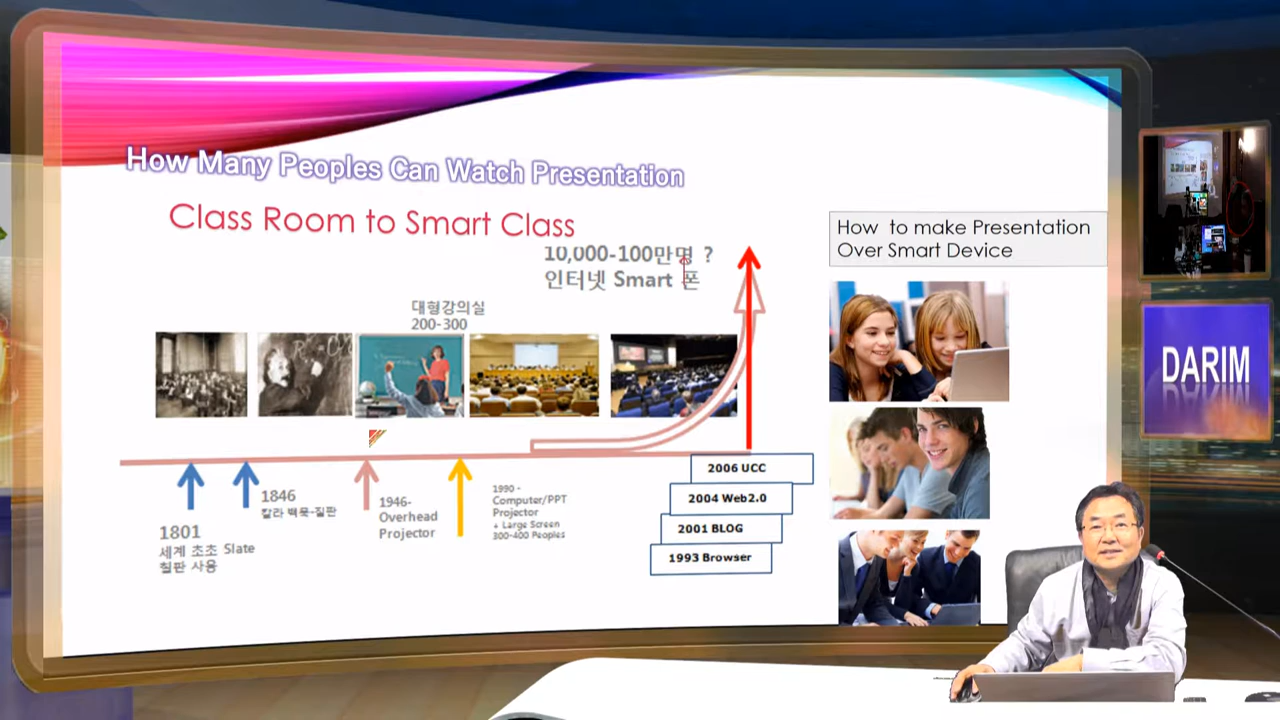 How Many Peoples Can Watch Presentation
Class Room to Smart Class
10,000-100만명 ?
인터넷 Smart 폰
How to make Presentation
Over Smart Device
대형강의실
200-300
DARIM
1801
세계 초초 Slate
칠판 사용
1846
칼라 백묵-칠판
1946-
Overhead
Projector
1990 -
Computer/PPT
Projector
+ Large Screen
300-400 Peoples
2006 UCC
2004 Web2.0
2001 BLOG
1993 Browser